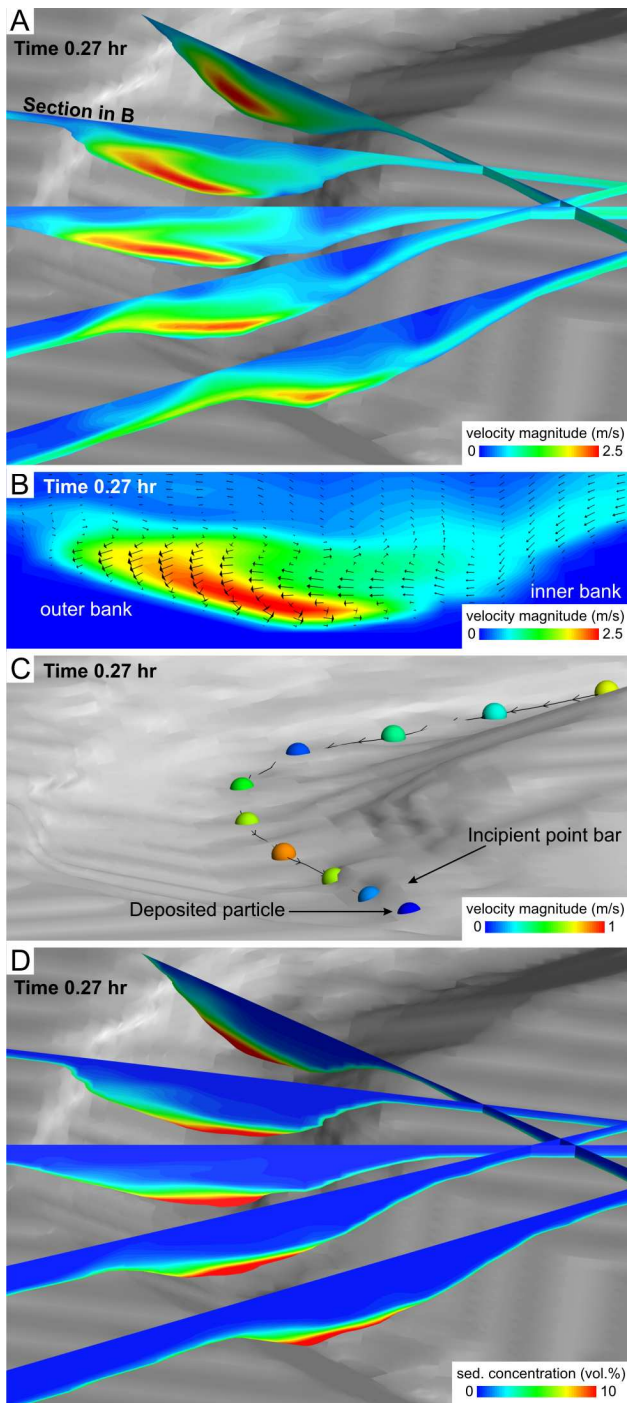 A
Time 0.27 hr
Section in B
velocity magnitude (m/s)
0 2.5
B
Time 0.27 hr
outer bank
inner bank
velocity magnitude (m/s)
0 2.5
C
Time 0.27 hr
Incipient point bar
Deposited particle
velocity magnitude (m/s)
0 1
D
Time 0.27 hr
sed. concentration (vol.%)
0 10